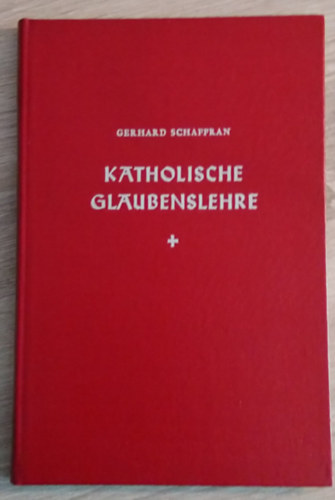 GERHARD SCHAFFRAN
KATHOLISCHE
GLAUBENSLEHRE